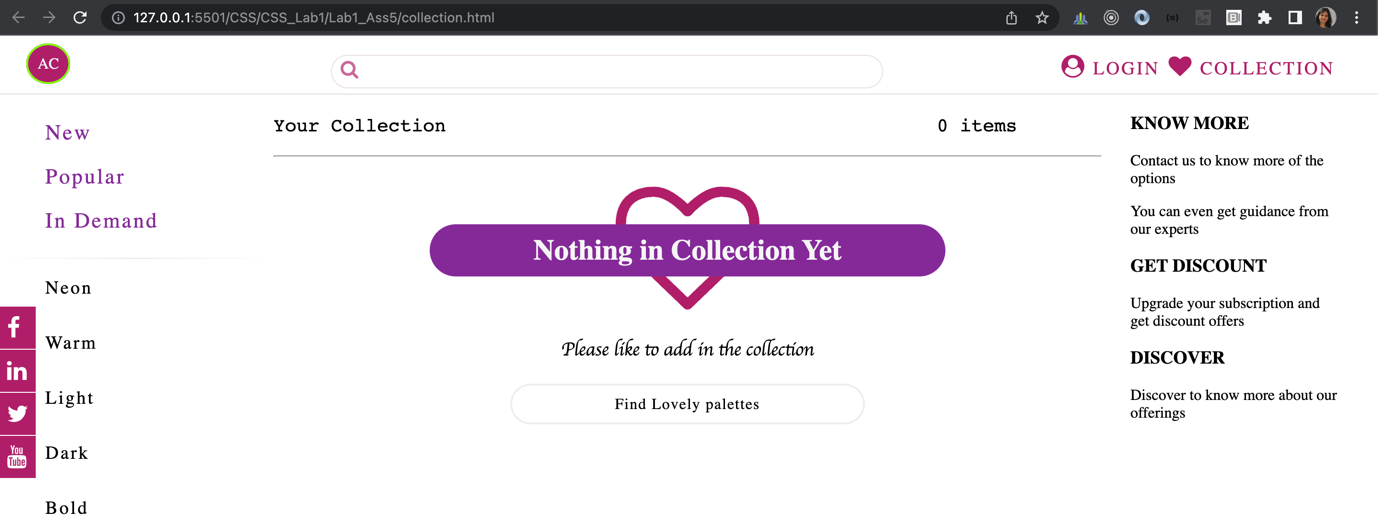 127.0.0.1:5501/CSS/CSS_Lab1/Lab1_Ass5/collection.html
AC
LOGIN COLLECTION
New
Popular
In Demand
Neon
Warm
Light
Dark
Bold
f
in
You
Tube
Your Collection 0 items
Nothing in Collection Yet
Please like to add in the collection
Find Lovely palettes
KNOW MORE
Contact us to know more of the
options
You can even get guidance from
our experts
GET DISCOUNT
Upgrade your subscription and
get discount offers
DISCOVER
Discover to know more about our
offerings